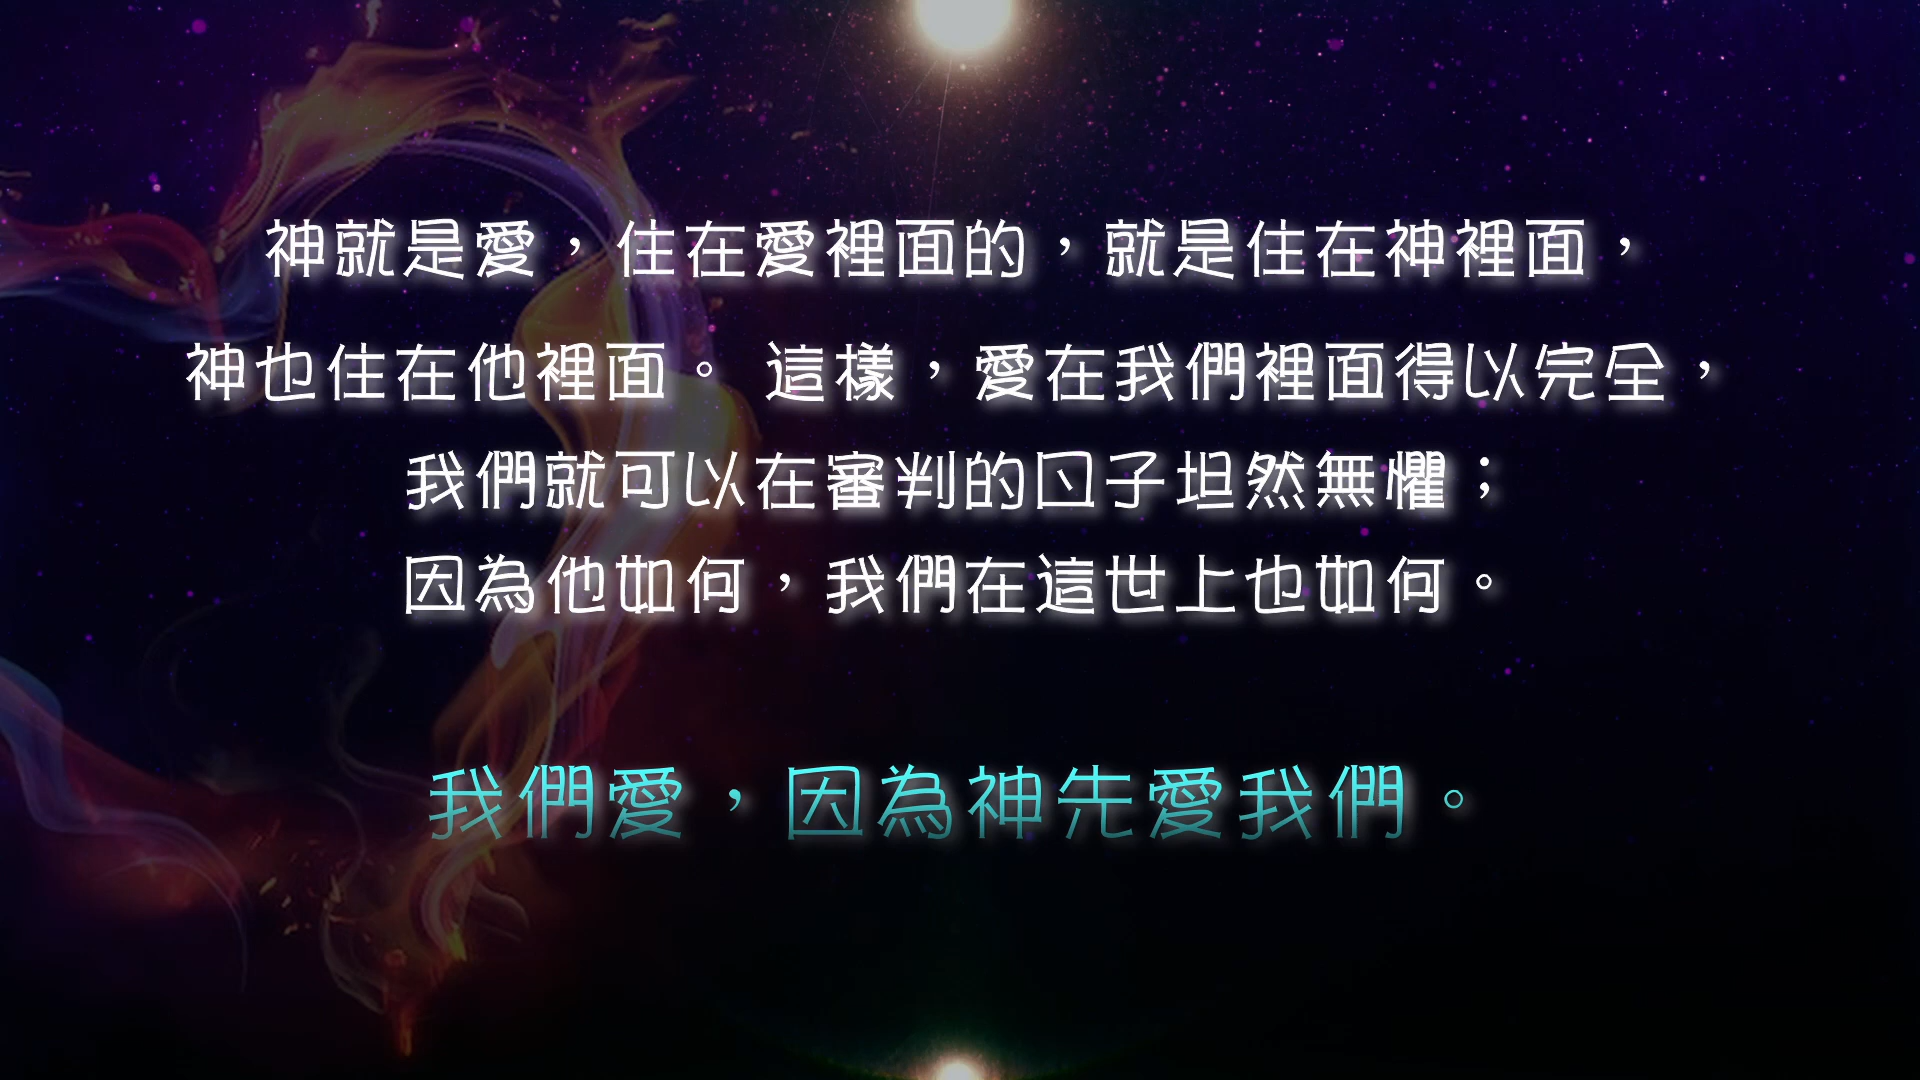 神就是愛，住在愛裡面的，就是住在神裡面，
神也住在他裡面。 這樣，愛在我們裡面得以完全，
我們就可以在審判的日子坦然無懼；
因為他如何，我們在這世上也如何。
我們愛，因為神先愛我們。